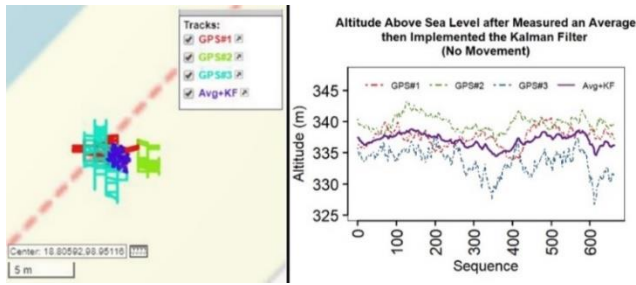 Tracks:
GPS#1
GPS#2
GPS#3
Avg+KF
Center: 18.80592,98.95116
5 m
Altitude Above Sea Level after Measured an Average
then Implemented the Kalman Filter
(No Movement)
GPS#1 GPS#2 GPS#3 Avg+KF
Altitude (m)
345
340
335
330
325
0 100 200 300 400 500 600
Sequence